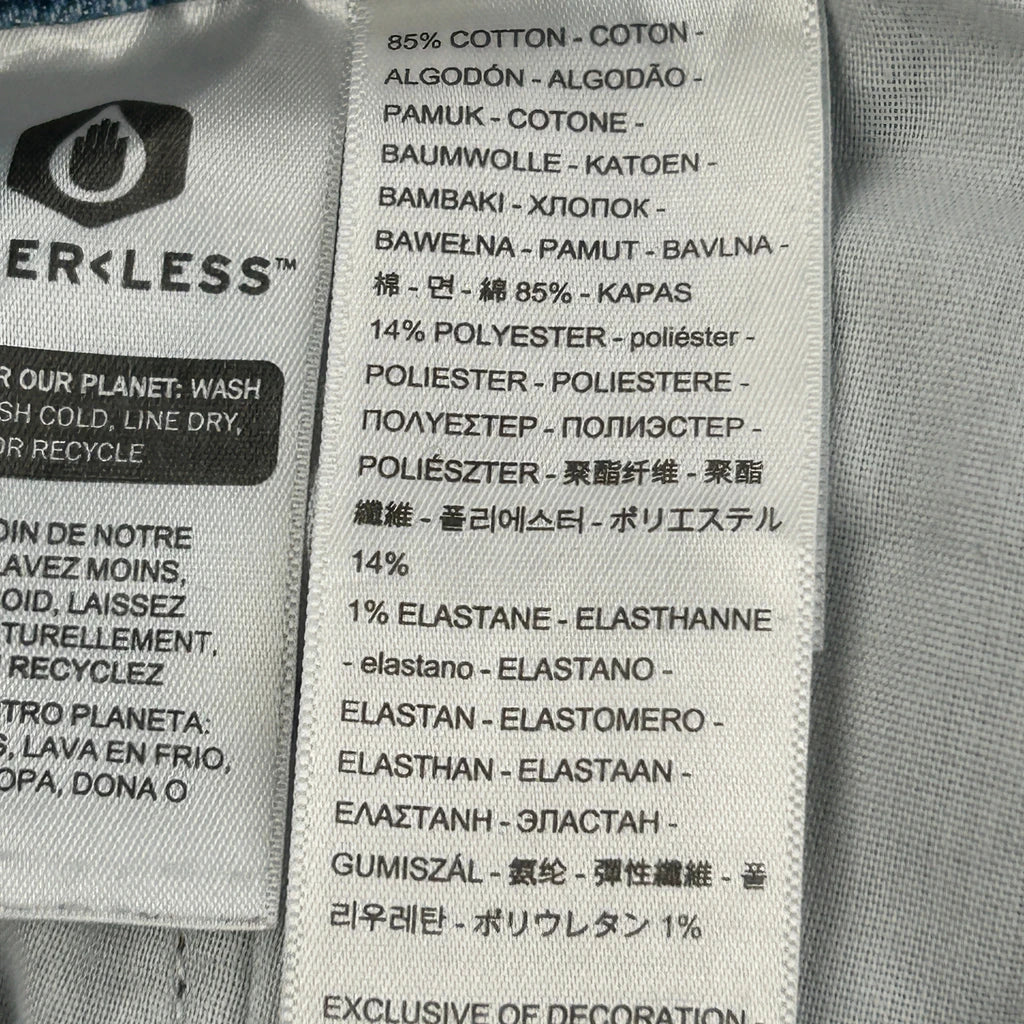 ER<LESS™
R OUR PLANET: WASH
SH COLD, LINE DRY,
OR RECYCLE
OIN DE NOTRE
LAVEZ MOINS,
OID, LAISSEZ
TURELLEMENT,
RECYCLEZ
TRO PLANETA:
S, LAVA EN FRIO,
OPA, DONA O
85% COTTON - COTON -
ALGODÓN - ALGODÃO -
PAMUK - COTONE -
BAUMWOLLE - KATOEN -
BAMBAKI - ХЛОПОК -
BAWEŁNA - PAMUT - BAVLNA -
棉 - 면 - 綿 85% - KAPAS
14% POLYESTER - poliéster -
POLIESTER - POLIESTERE -
ΠΟΛΥΕΣΤΕΡ - ПОЛИЭСТЕР -
POLIÉSZTER - 聚酯纤维 - 聚酯
纖維 - 폴리에스터 - ポリエステル
14%
1% ELASTANE - ELASTHANNE
- elastano - ELASTANO -
ELASTAN - ELASTOMERO -
ELASTHAN - ELASTAAN -
ΕΛΑΣΤΑΝΗ - ЭЛАСТАН -
GUMISZÁL - 氨纶 - 彈性纖維 - 폴
리우레탄 - ポリウレタン 1%
EXCLUSIVE OF DECORATION -